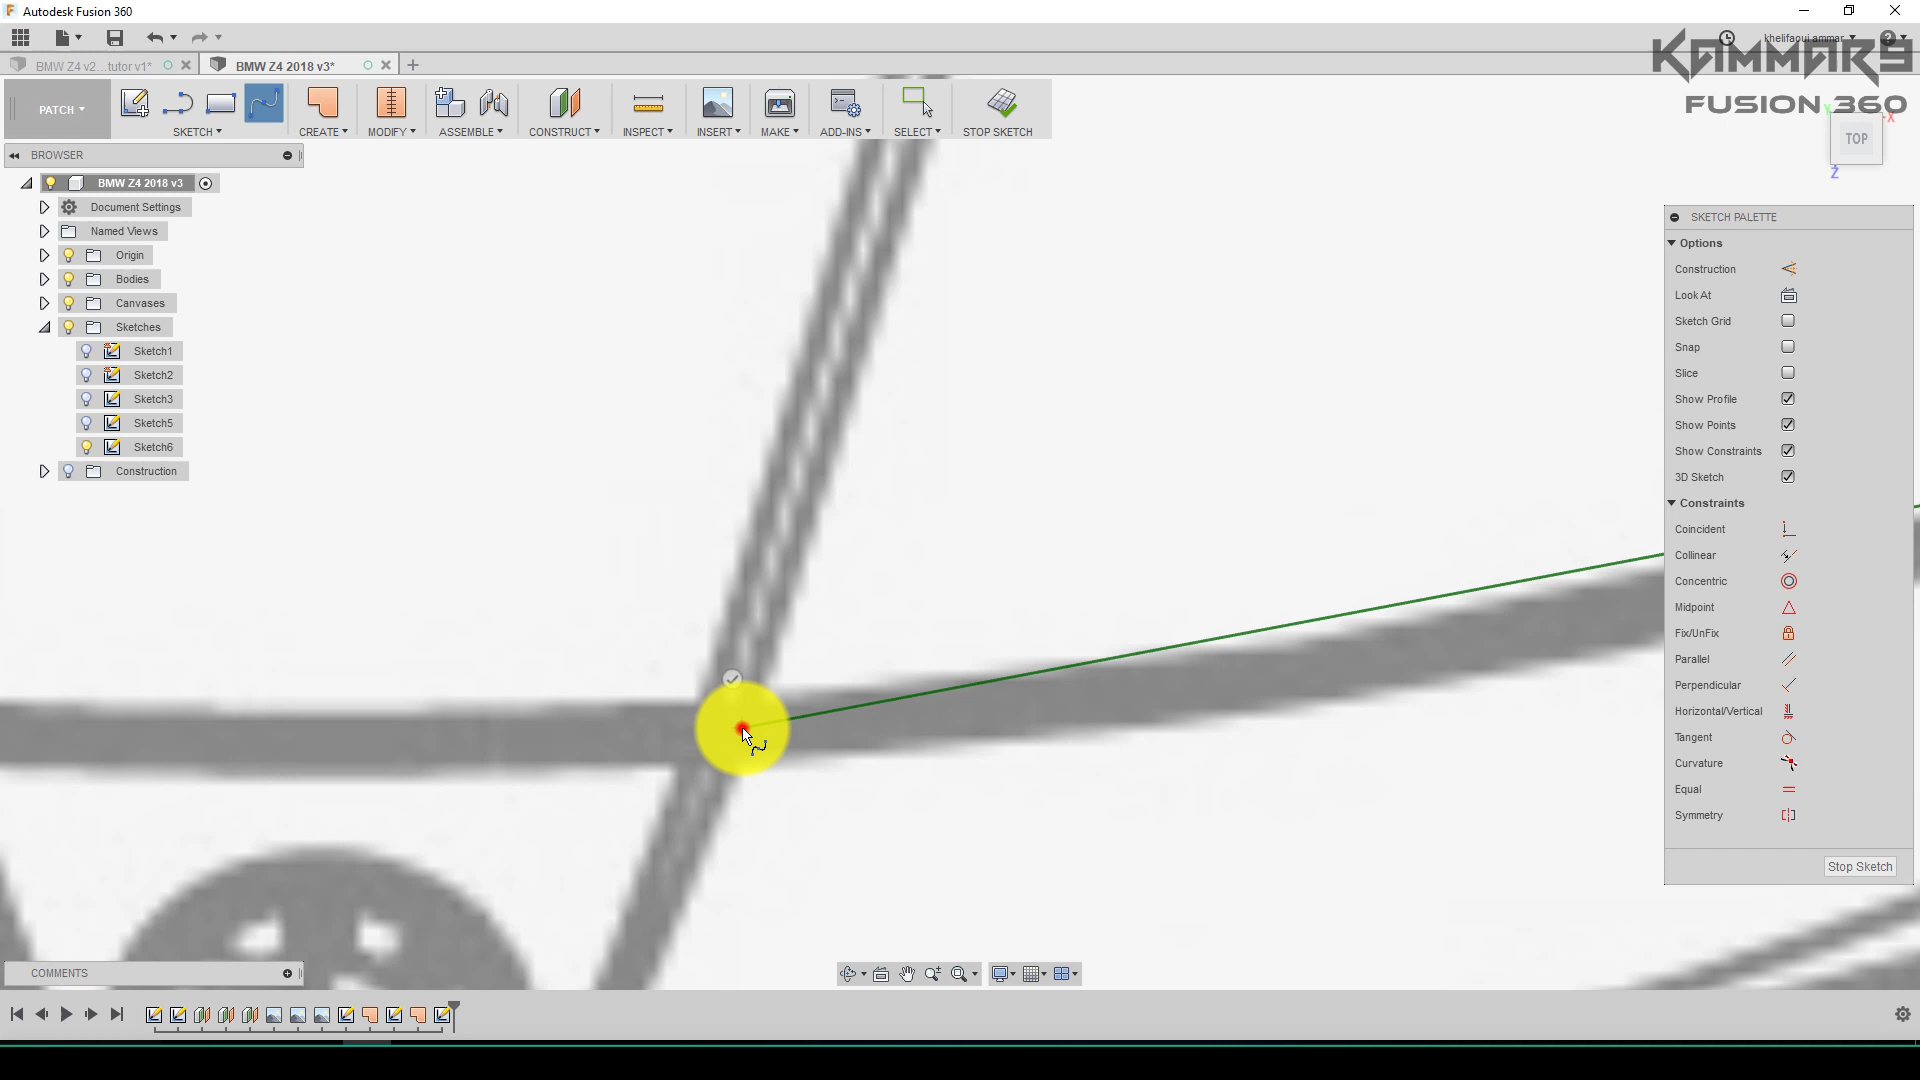 Autodesk Fusion 360
khelifaoui ammar
KAMMAR9
FUSION 360
BMW Z4 v2...tutor v1*
BMW Z4 2018 v3*
PATCH
SKETCH
CREATE
MODIFY
ASSEMBLE
CONSTRUCT
INSPECT
INSERT
MAKE
ADD-INS
SELECT
STOP SKETCH
Y
X
TOP
Z
BROWSER
BMW Z4 2018 v3
Document Settings
Named Views
Origin
Bodies
Canvases
Sketches
Sketch1
Sketch2
Sketch3
Sketch5
Sketch6
Construction
SKETCH PALETTE
Options
Construction
Look At
Sketch Grid
Snap
Slice
Show Profile
Show Points
Show Constraints
3D Sketch
Constraints
Coincident
Collinear
Concentric
Midpoint
Fix/UnFix
Parallel
Perpendicular
Horizontal/Vertical
Tangent
Curvature
Equal
Symmetry
Stop Sketch
COMMENTS